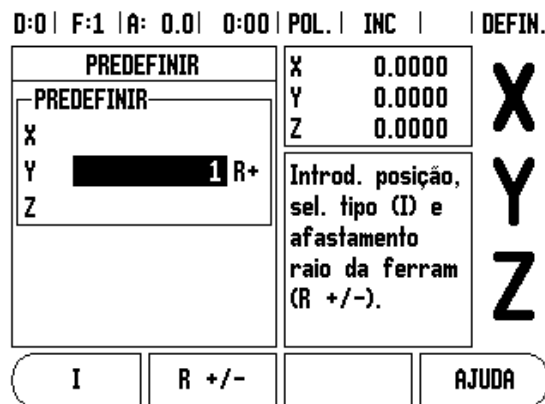 D:0 | F:1 | A: 0.0 | 0:00 | POL. | INC | | DEFIN.
PREDEFINIR
PREDEFINIR
X
Y 1 R+
Z
X 0.0000
Y 0.0000
Z 0.0000
Introd. posição,
sel. tipo (I) e
afastamento
raio da ferram
(R +/-).
X
Y
Z
I
R +/-
AJUDA